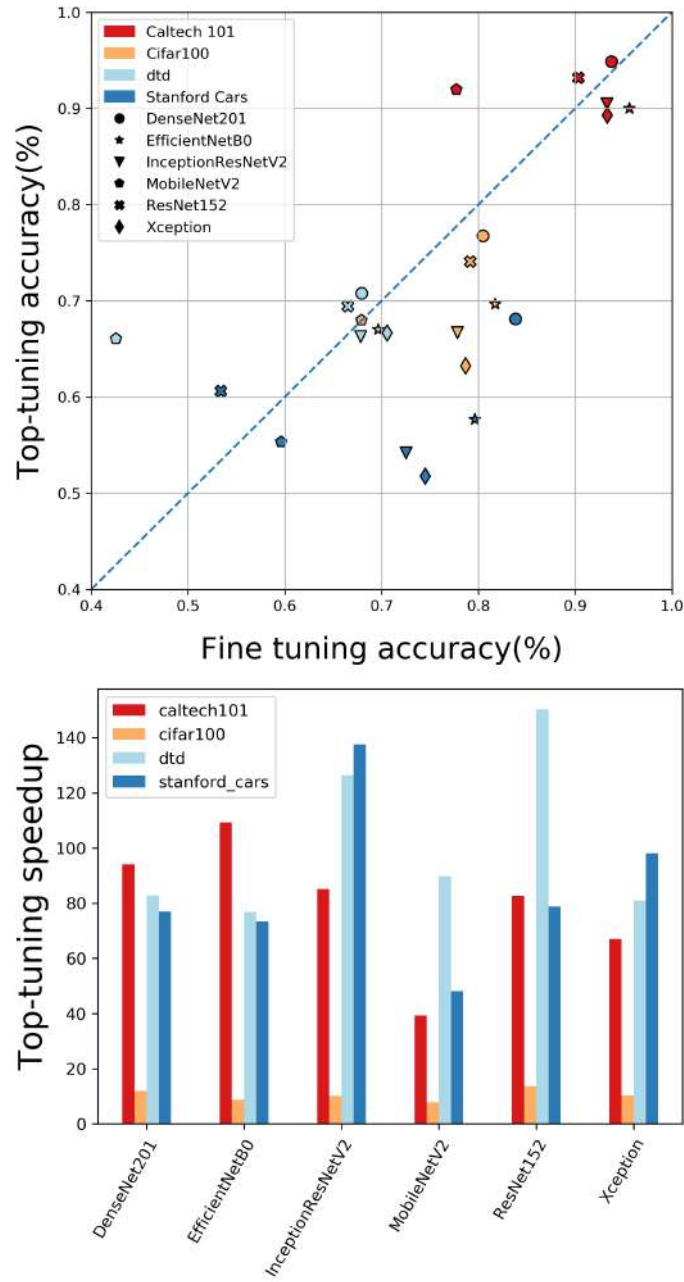 Top-tuning accuracy(%)
1.0
0.9
0.8
0.7
0.6
0.5
0.4
Caltech 101
Cifar100
dtd
Stanford Cars
DenseNet201
EfficientNetB0
InceptionResNetV2
MobileNetV2
ResNet152
Xception
0.4 0.5 0.6 0.7 0.8 0.9 1.0
Fine tuning accuracy(%)
Top-tuning speedup
140
120
100
80
60
40
20
0
caltech101
cifar100
dtd
stanford_cars
DenseNet201
EfficientNetB0
InceptionResNetV2
MobileNetV2
ResNet152
Xception